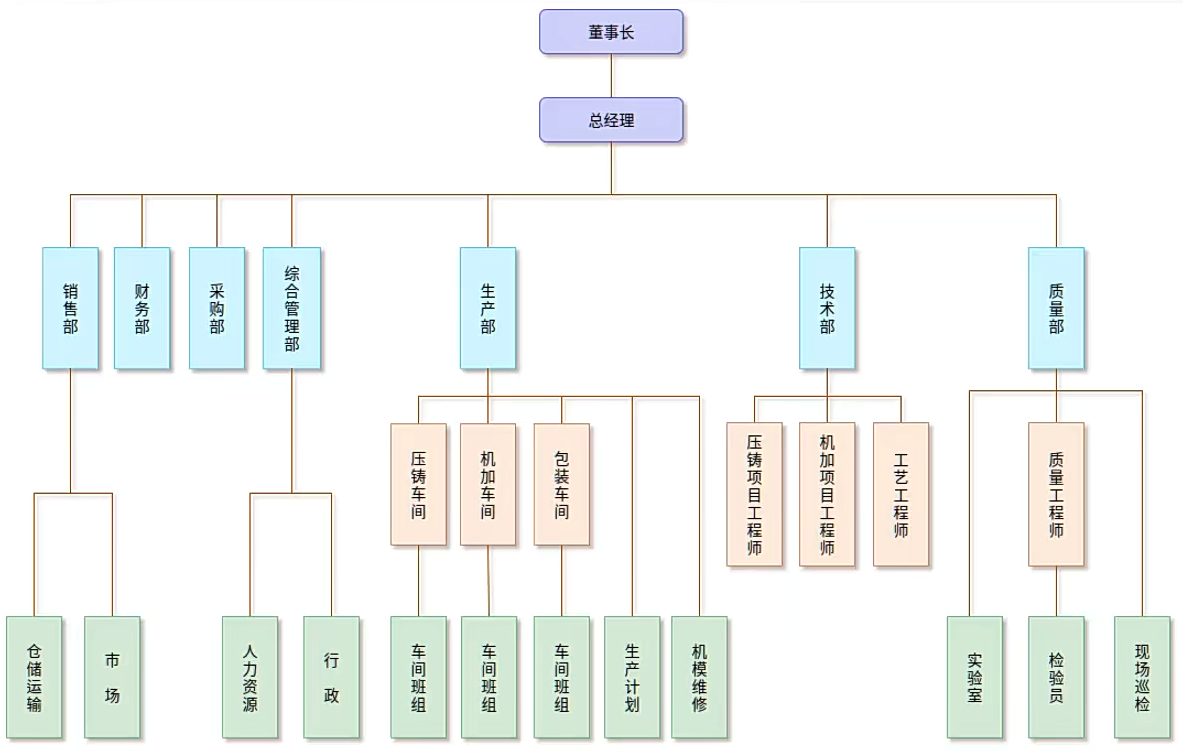 董事长
总经理
销售部
财务部
采购部
综合管理部
生产部
技术部
质量部
压铸车间
机加车间
包装车间
压铸项目工程师
机加项目工程师
工艺工程师
质量工程师
仓储运输
市场
人力资源
行政
车间班组
车间班组
车间班组
生产计划
机模维修
实验室
检验员
现场巡检